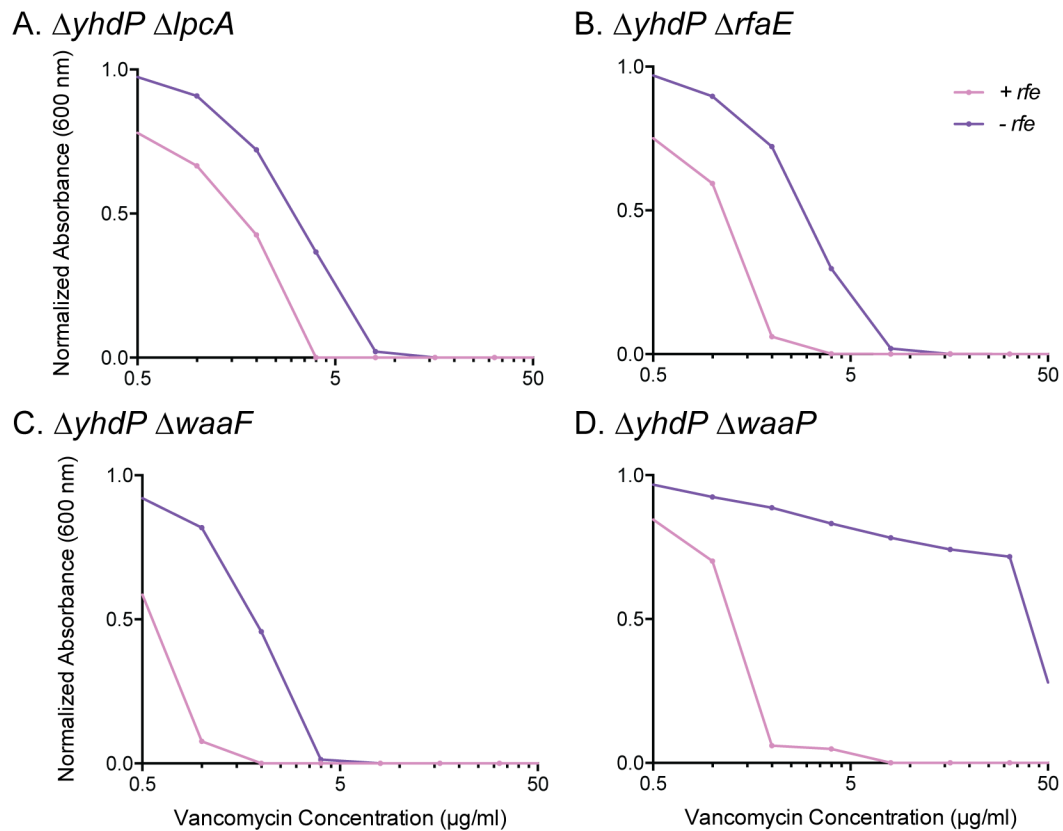 A. ΔyhdP ΔlpcA
Normalized Absorbance (600 nm)
1.0
0.5
0.0
0.5
5
50
B. ΔyhdP ΔrfaE
1.0
0.5
0.0
0.5
5
50
+ rfe
- rfe
C. ΔyhdP ΔwaaF
Normalized Absorbance (600 nm)
1.0
0.5
0.0
0.5
5
50
Vancomycin Concentration (µg/ml)
D. ΔyhdP ΔwaaP
1.0
0.5
0.0
0.5
5
50
Vancomycin Concentration (µg/ml)